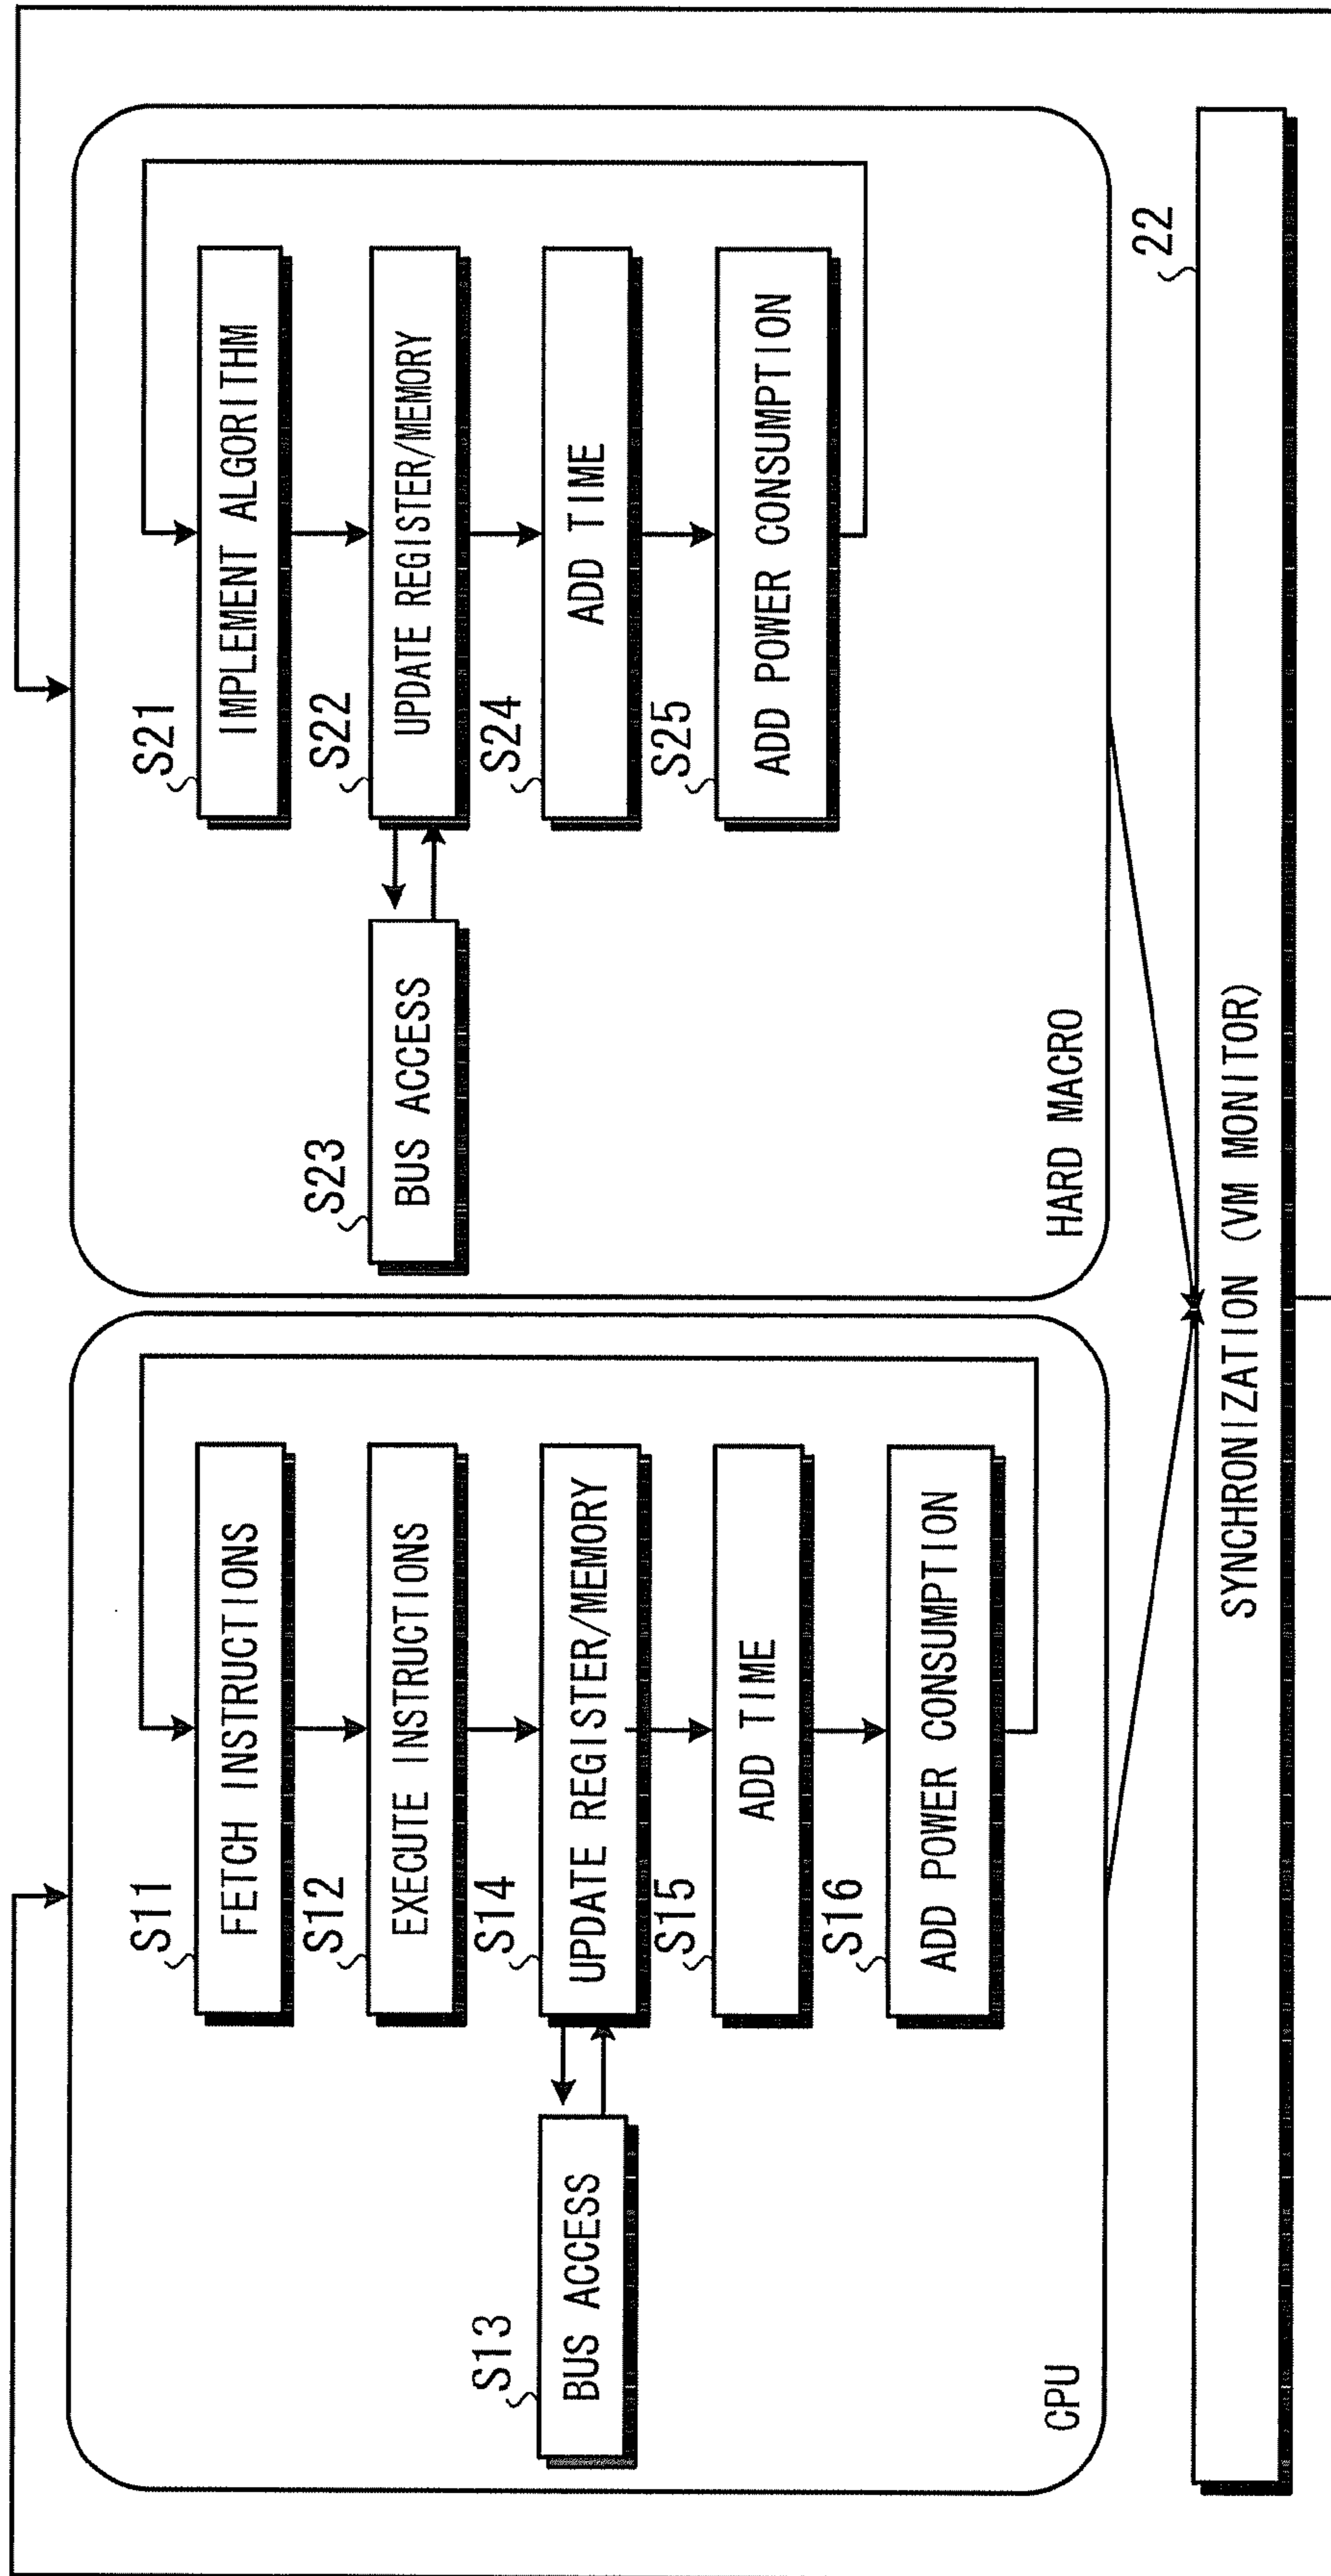 S11
FETCH INSTRUCTIONS
S12
EXECUTE INSTRUCTIONS
S13
BUS ACCESS
S14
UPDATE REGISTER/MEMORY
S15
ADD TIME
S16
ADD POWER CONSUMPTION
CPU
S21
IMPLEMENT ALGORITHM
S22
UPDATE REGISTER/MEMORY
S23
BUS ACCESS
S24
ADD TIME
S25
ADD POWER CONSUMPTION
HARD MACRO
22
SYNCHRONIZATION (VM MONITOR)